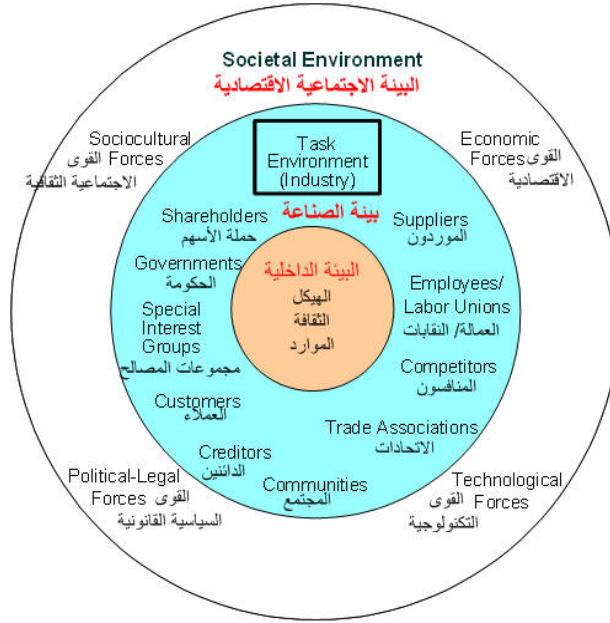 Societal Environment
البيئة الاجتماعية الاقتصادية
Sociocultural
Forces القوى
الاجتماعية الثقافية
Economic
Forces القوى
الاقتصادية
Task
Environment
(Industry)
بيئة الصناعة
Shareholders
حملة الأسهم
Governments
الحكومة
Special
Interest
Groups
مجموعات المصالح
Customers
العملاء
Creditors
الدائنين
Communities
المجتمع
Suppliers
الموردون
Employees/
Labor Unions
العمالة/ النقابات
Competitors
المنافسون
Trade Associations
الاتحادات
البيئة الداخلية
الهيكل
الثقافة
الموارد
Political-Legal
Forces القوى
السياسية القانونية
Technological
Forces القوى
التكنولوجية